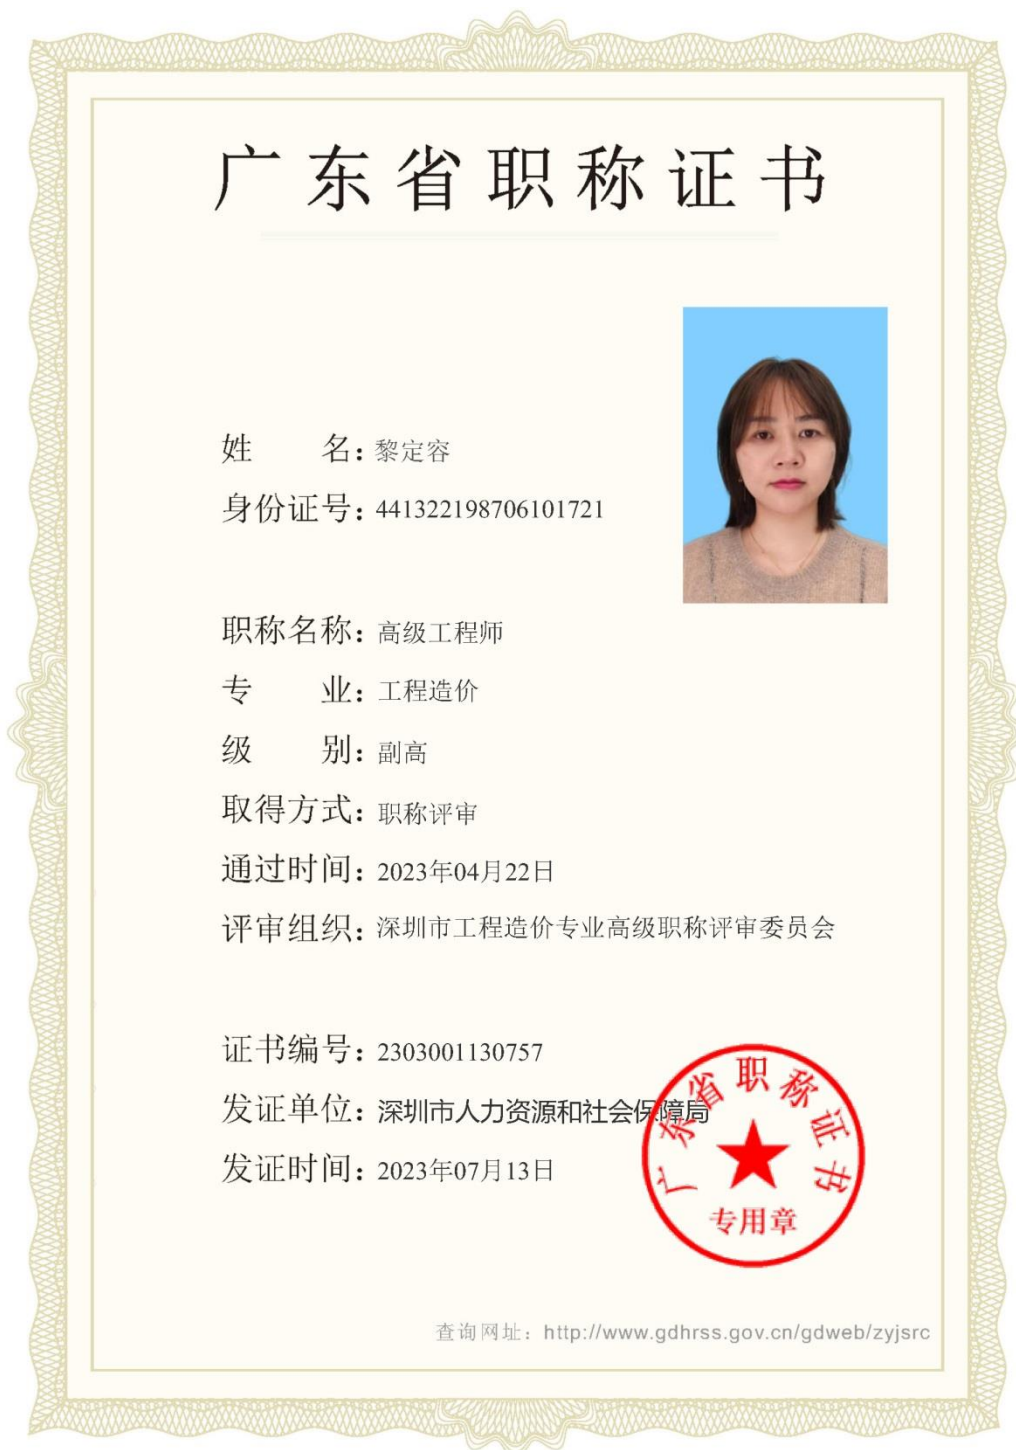 广东省职称证书
姓 名：黎定容
身份证号：441322198706101721
职称名称：高级工程师
专 业：工程造价
级 别：副高
取得方式：职称评审
通过时间：2023年04月22日
评审组织：深圳市工程造价专业高级职称评审委员会
证书编号：2303001130757
发证单位：深圳市人力资源和社会保障局
发证时间：2023年07月13日
广东省职称证书
专用章
查询网址：http://www.gdhrss.gov.cn/gdweb/zyjsrc